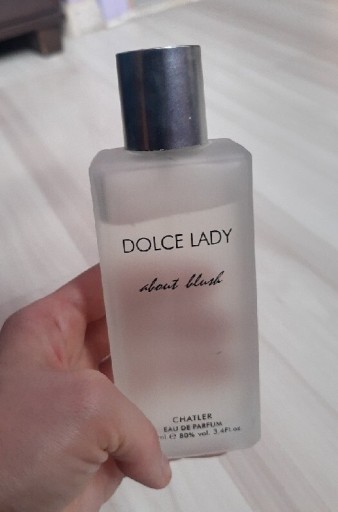 DOLCE LADY
about blush
CHATLER
EAU DE PARFUM
ml ℮ 80% vol. 3.4Fl.oz.